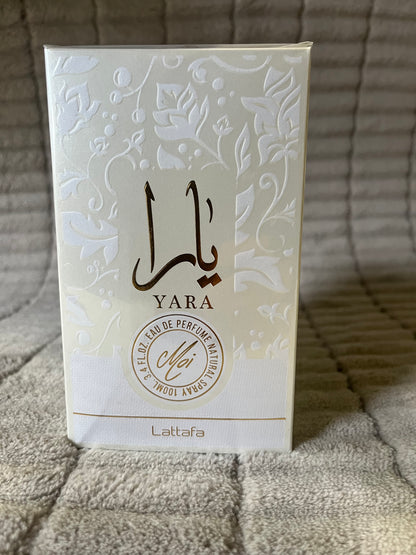 يارا
YARA
EAU DE PERFUME NATURAL SPRAY 100ML 3.4 FL.OZ.
Moi
Lattafa